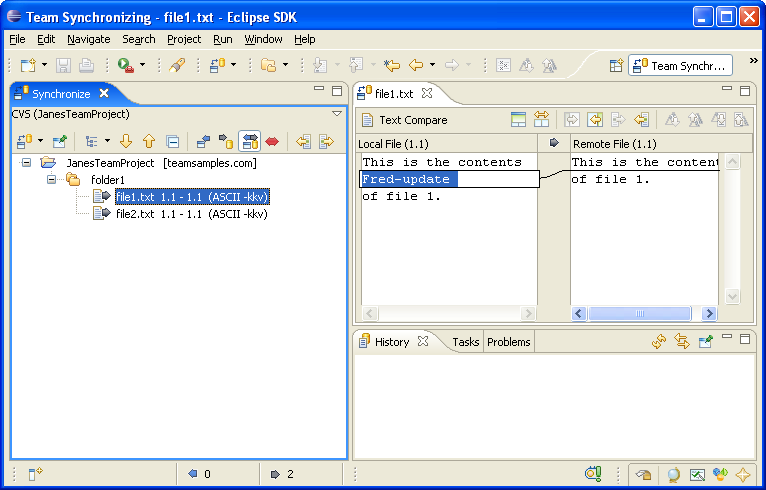 Team Synchronizing - file1.txt - Eclipse SDK
File Edit Navigate Search Project Run Window Help
Team Synchr...
Synchronize
file1.txt
CVS (JanesTeamProject)
Text Compare
Local File (1.1) Remote File (1.1)
JanesTeamProject [teamsamples.com]
folder1
file1.txt 1.1 - 1.1 (ASCII -kkv)
file2.txt 1.1 - 1.1 (ASCII -kkv)
This is the contents
Fred-update
of file 1.
This is the content
of file 1.
History Tasks Problems
0 2